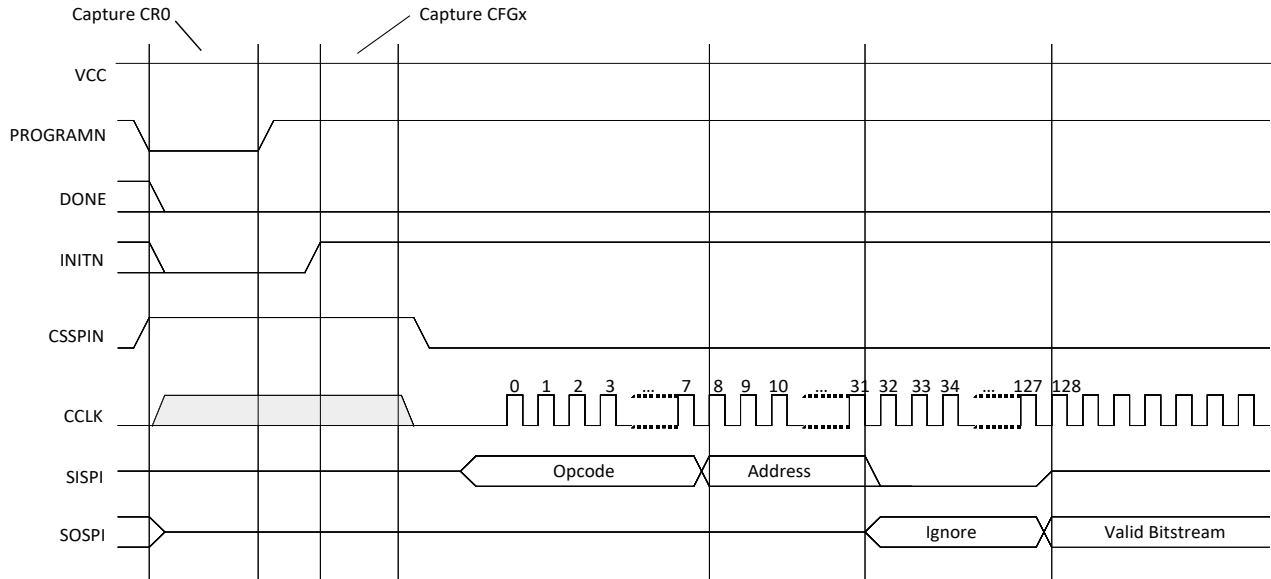 Capture CR0
Capture CFGx
VCC
PROGRAMN
DONE
INITN
CSSPIN
0 1 2 3 ... 7 8 9 10 ... 31 32 33 34 ... 127 128
CCLK
SISPI Opcode Address
SOSPI Ignore Valid Bitstream